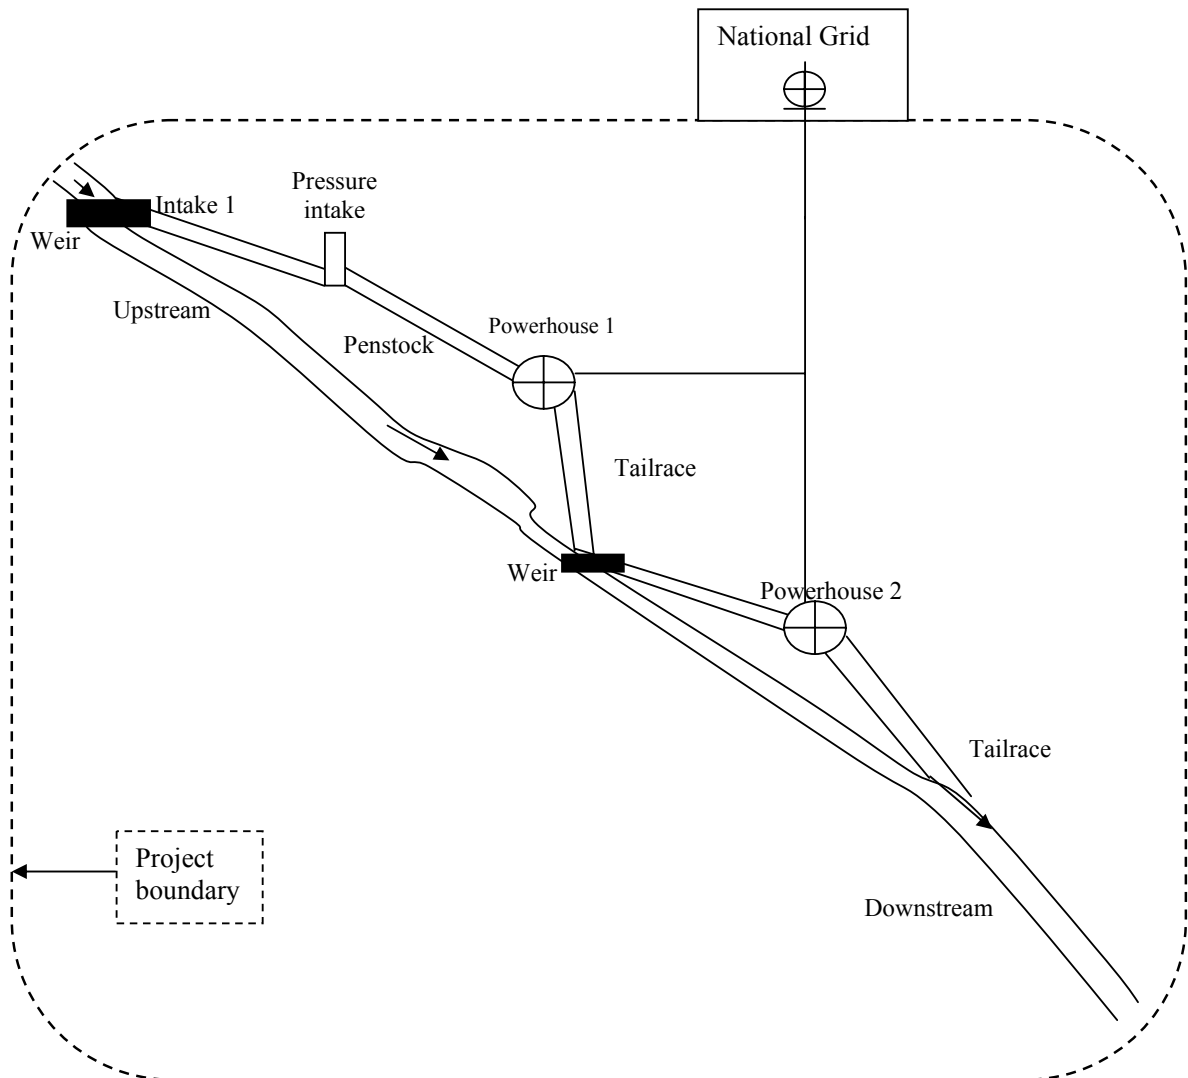 National Grid
Pressure
intake
Intake 1
Weir
Upstream
Powerhouse 1
Penstock
Tailrace
Weir
Powerhouse 2
Tailrace
Project
boundary
Downstream